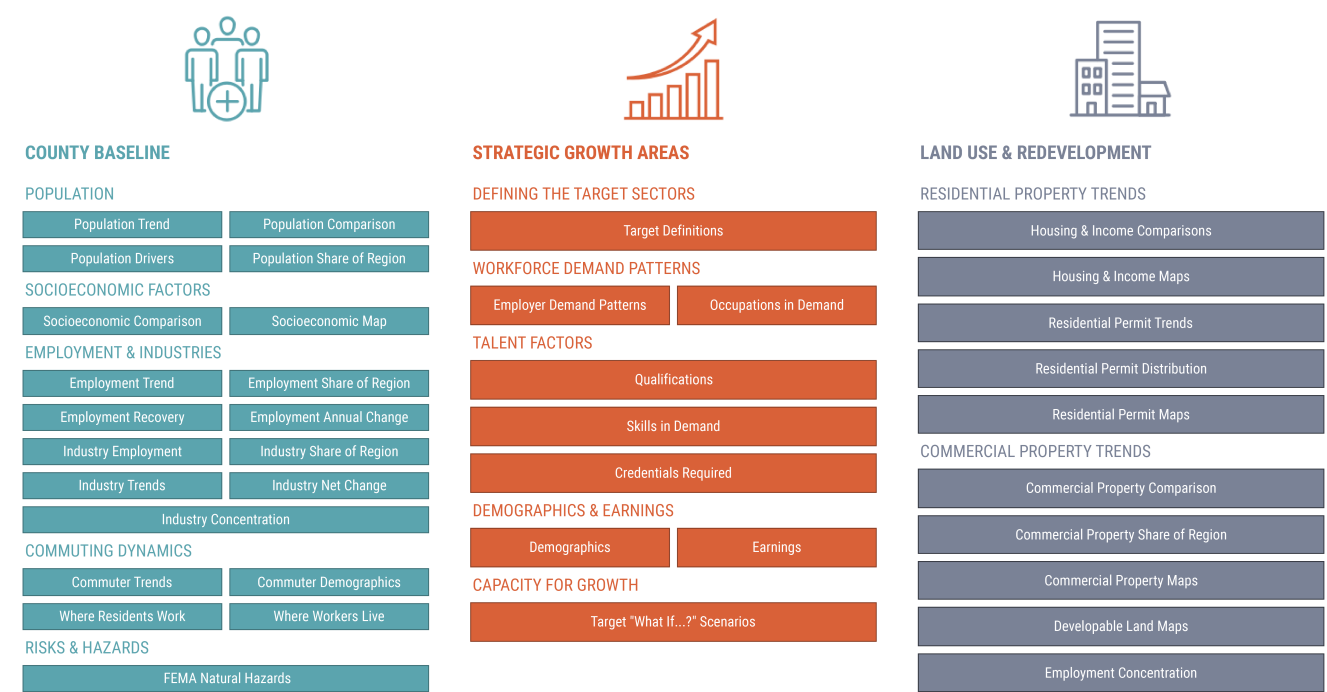 COUNTY BASELINE
POPULATION
Population Trend
Population Comparison
Population Drivers
Population Share of Region
SOCIOECONOMIC FACTORS
Socioeconomic Comparison
Socioeconomic Map
EMPLOYMENT & INDUSTRIES
Employment Trend
Employment Share of Region
Employment Recovery
Employment Annual Change
Industry Employment
Industry Share of Region
Industry Trends
Industry Net Change
Industry Concentration
COMMUTING DYNAMICS
Commuter Trends
Commuter Demographics
Where Residents Work
Where Workers Live
RISKS & HAZARDS
FEMA Natural Hazards
STRATEGIC GROWTH AREAS
DEFINING THE TARGET SECTORS
Target Definitions
WORKFORCE DEMAND PATTERNS
Employer Demand Patterns
Occupations in Demand
TALENT FACTORS
Qualifications
Skills in Demand
Credentials Required
DEMOGRAPHICS & EARNINGS
Demographics
Earnings
CAPACITY FOR GROWTH
Target "What If...?" Scenarios
LAND USE & REDEVELOPMENT
RESIDENTIAL PROPERTY TRENDS
Housing & Income Comparisons
Housing & Income Maps
Residential Permit Trends
Residential Permit Distribution
Residential Permit Maps
COMMERCIAL PROPERTY TRENDS
Commercial Property Comparison
Commercial Property Share of Region
Commercial Property Maps
Developable Land Maps
Employment Concentration